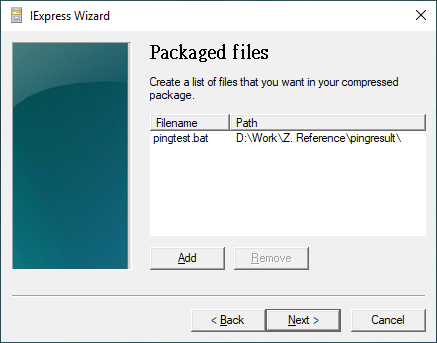 IExpress Wizard
Packaged files
Create a list of files that you want in your compressed
package.
Filename Path
pingtest.bat D:\Work\Z. Reference\pingresult\
Add Remove
< Back Next > Cancel